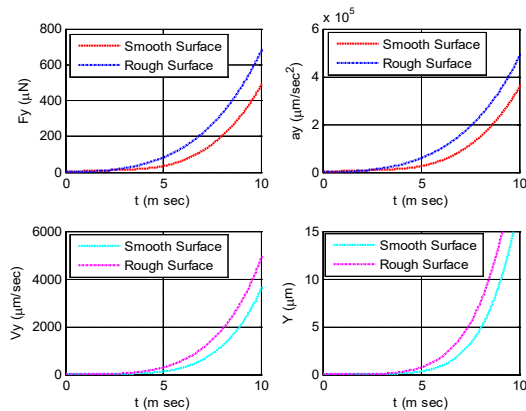 800
600
400
200
0
Fy (μN)
Smooth Surface
Rough Surface
0 5 10
t (m sec)
x 10^5
6
4
2
0
ay (μm/sec^2)
Smooth Surface
Rough Surface
0 5 10
t (m sec)
6000
4000
2000
0
Vy (μm/sec)
Smooth Surface
Rough Surface
0 5 10
t (m sec)
15
10
5
0
Y (μm)
Smooth Surface
Rough Surface
0 5 10
t (m sec)